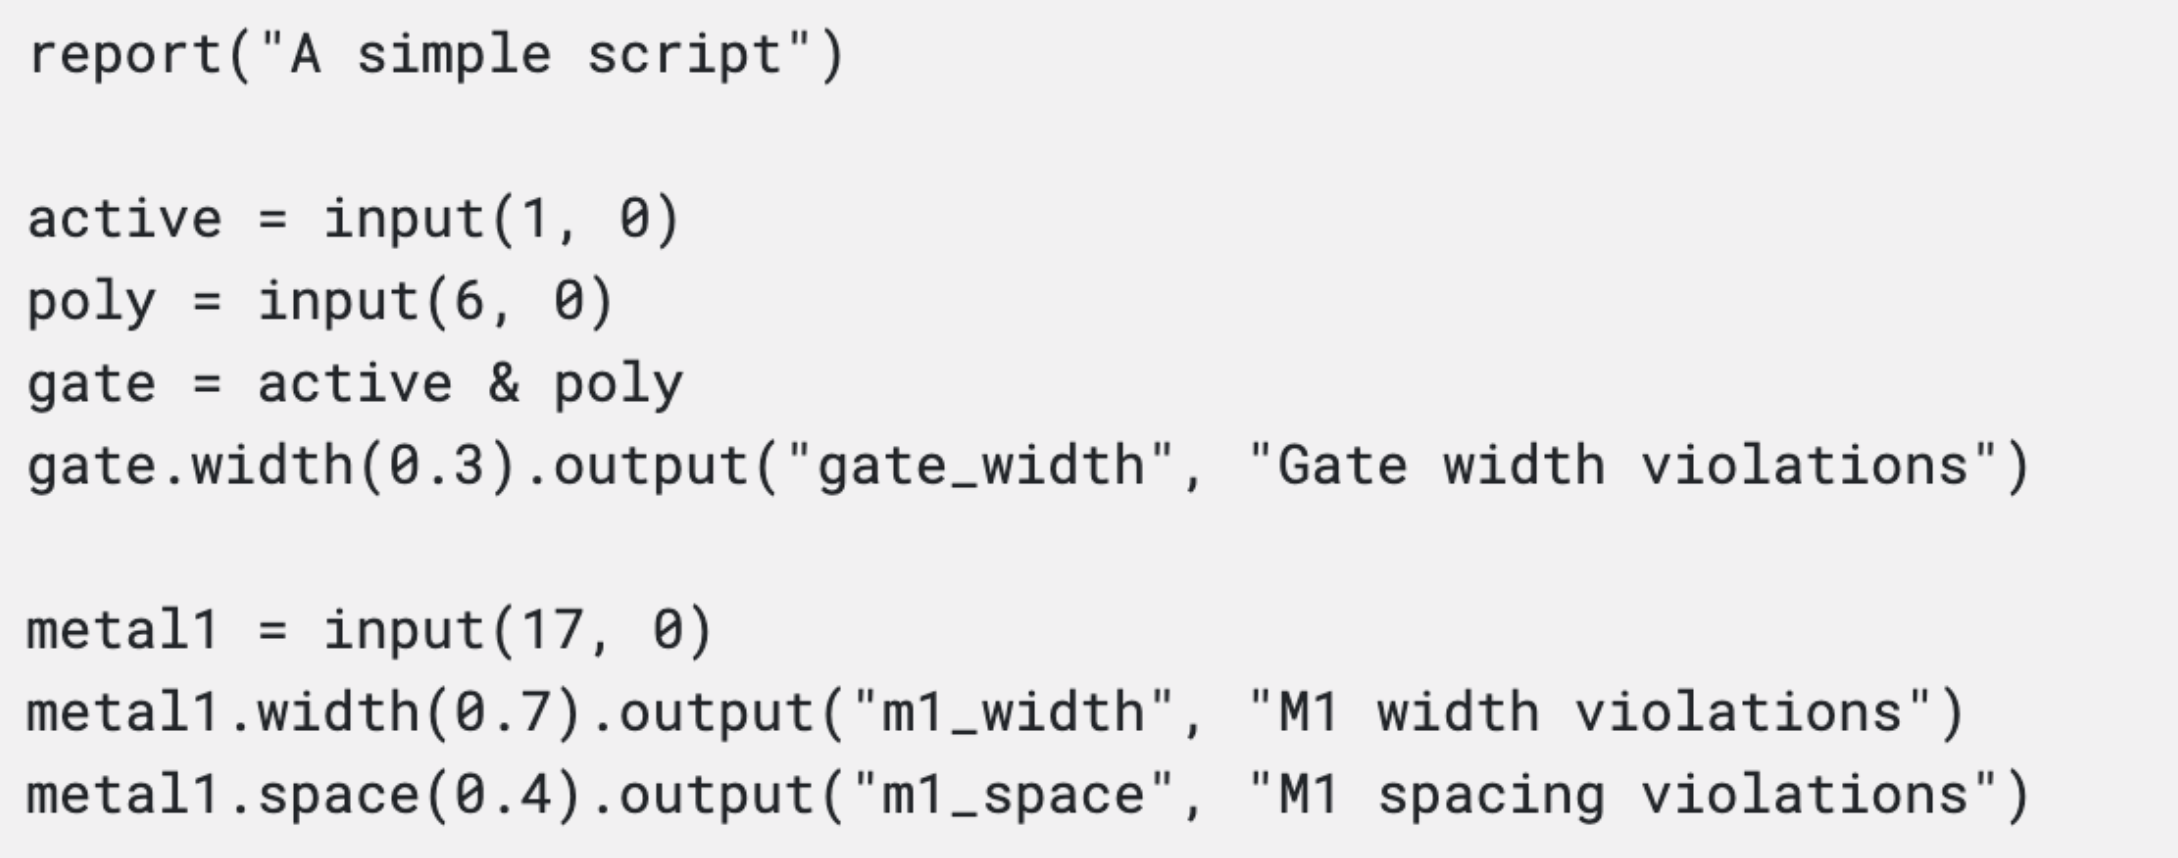 report("A simple script")
active = input(1, 0)
poly = input(6, 0)
gate = active & poly
gate.width(0.3).output("gate_width", "Gate width violations")
metal1 = input(17, 0)
metal1.width(0.7).output("m1_width", "M1 width violations")
metal1.space(0.4).output("m1_space", "M1 spacing violations")